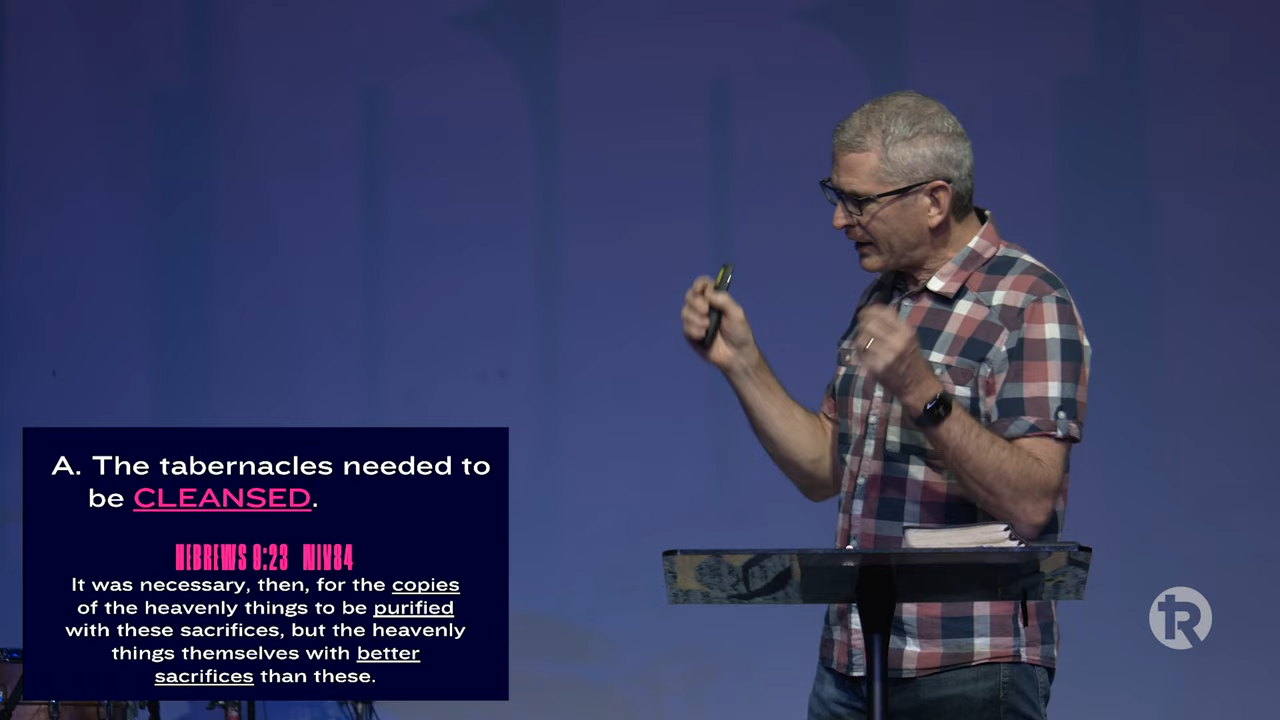 A. The tabernacles needed to
be CLEANSED.
HEBREWS 9:23 NIV84
It was necessary, then, for the copies
of the heavenly things to be purified
with these sacrifices, but the heavenly
things themselves with better
sacrifices than these.
R